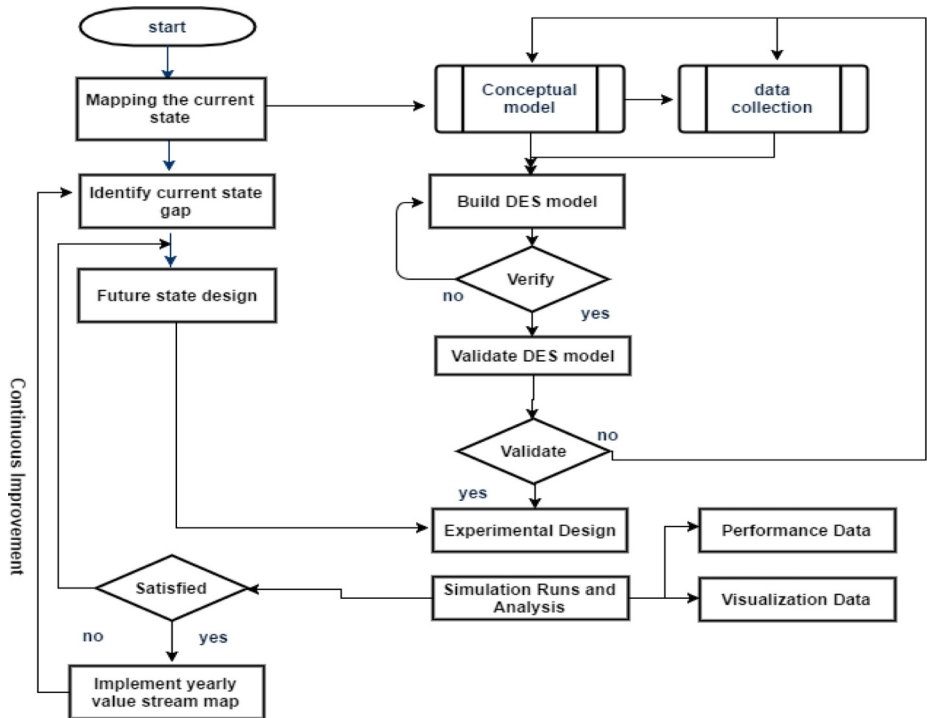 start
Mapping the current
state
Conceptual
model
data
collection
Identify current state
gap
Build DES model
Future state design
Verify
no
yes
Validate DES model
Continuous Improvement
Validate
no
yes
Experimental Design
Performance Data
Satisfied
Simulation Runs and
Analysis
Visualization Data
no
yes
Implement yearly
value stream map